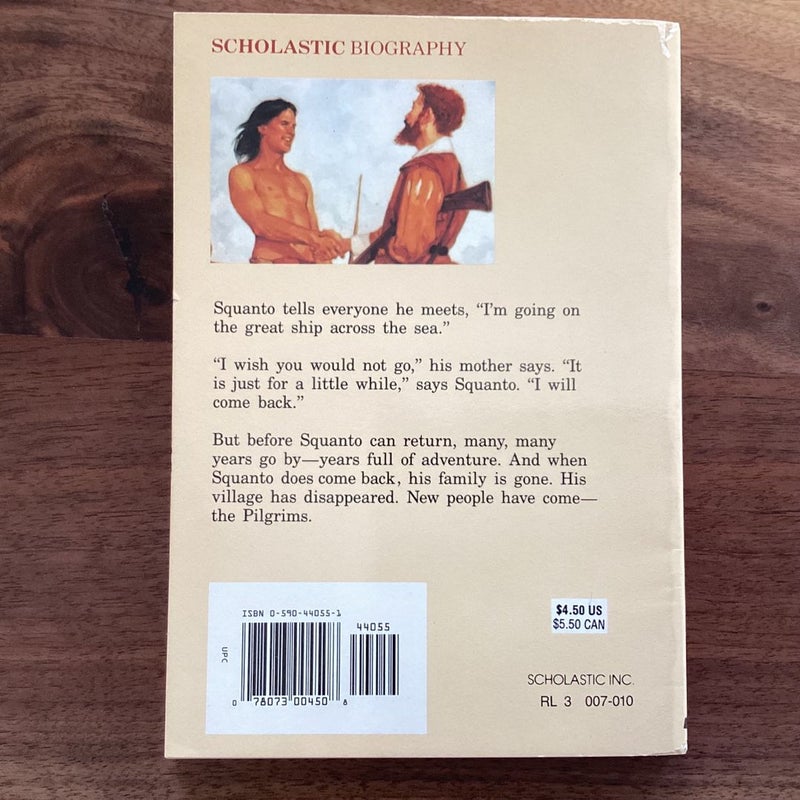 SCHOLASTIC BIOGRAPHY
Squanto tells everyone he meets, “I'm going on
the great ship across the sea.”
“I wish you would not go,” his mother says. “It
is just for a little while,” says Squanto. “I will
come back.”
But before Squanto can return, many, many
years go by—years full of adventure. And when
Squanto does come back, his family is gone. His
village has disappeared. New people have come—
the Pilgrims.
ISBN 0-590-44055-1
44055
UPC
0 78073 00450 8
$4.50 US
$5.50 CAN
SCHOLASTIC INC.
RL 3 007-010